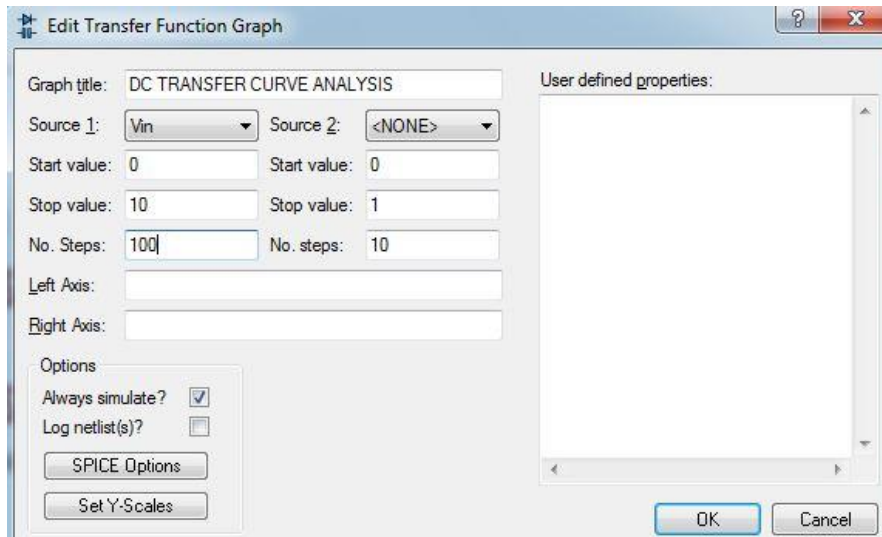 Edit Transfer Function Graph
Graph title: DC TRANSFER CURVE ANALYSIS
User defined properties:
Source 1: Vin Source 2: <NONE>
Start value: 0 Start value: 0
Stop value: 10 Stop value: 1
No. Steps: 100 No. steps: 10
Left Axis:
Right Axis:
Options
Always simulate?
Log netlist(s)?
SPICE Options
Set Y-Scales
OK Cancel